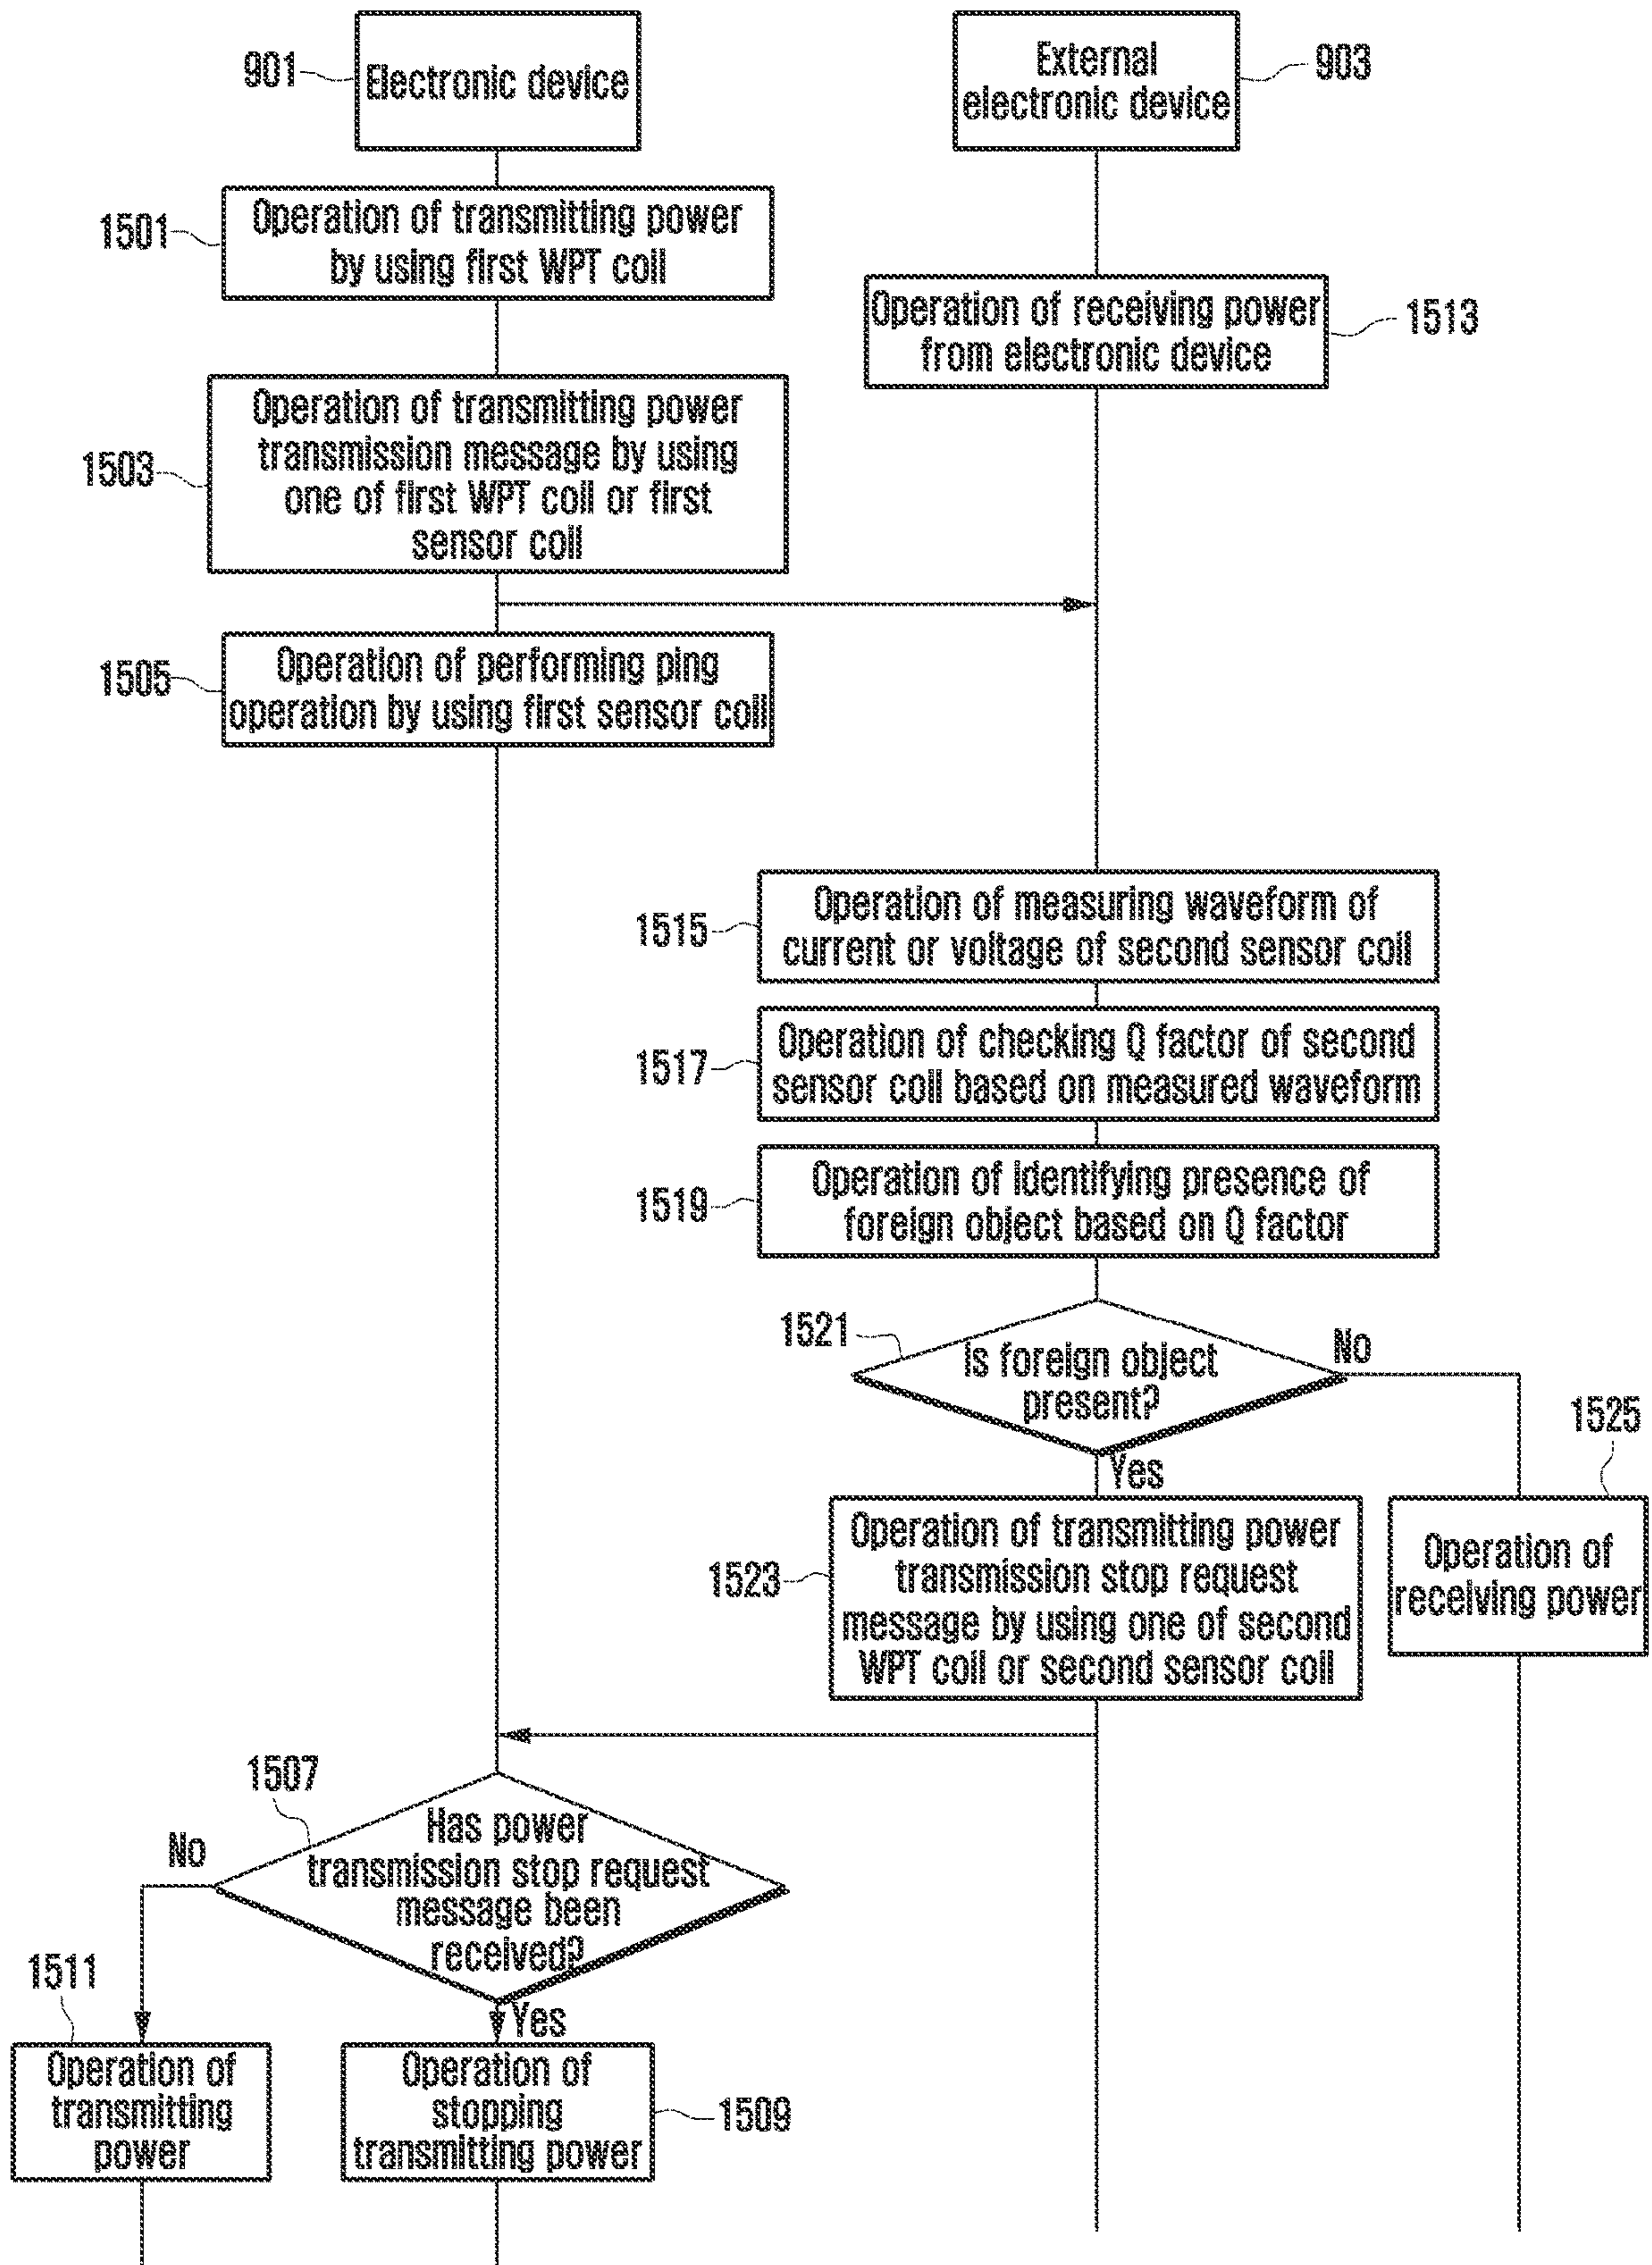 901
Electronic device
External
electronic device
903
1501
Operation of transmitting power
by using first WPT coil
Operation of receiving power
from electronic device
1513
1503
Operation of transmitting power
transmission message by using
one of first WPT coil or first
sensor coil
1505
Operation of performing ping
operation by using first sensor coil
1515
Operation of measuring waveform of
current or voltage of second sensor coil
1517
Operation of checking Q factor of second
sensor coil based on measured waveform
1519
Operation of identifying presence of
foreign object based on Q factor
1521
Is foreign object
present?
No
Yes
1525
1523
Operation of transmitting power
transmission stop request
message by using one of second
WPT coil or second sensor coil
Operation of
receiving power
1507
Has power
transmission stop request
message been
received?
No
Yes
1511
Operation of
transmitting
power
Operation of
stopping
transmitting power
1509